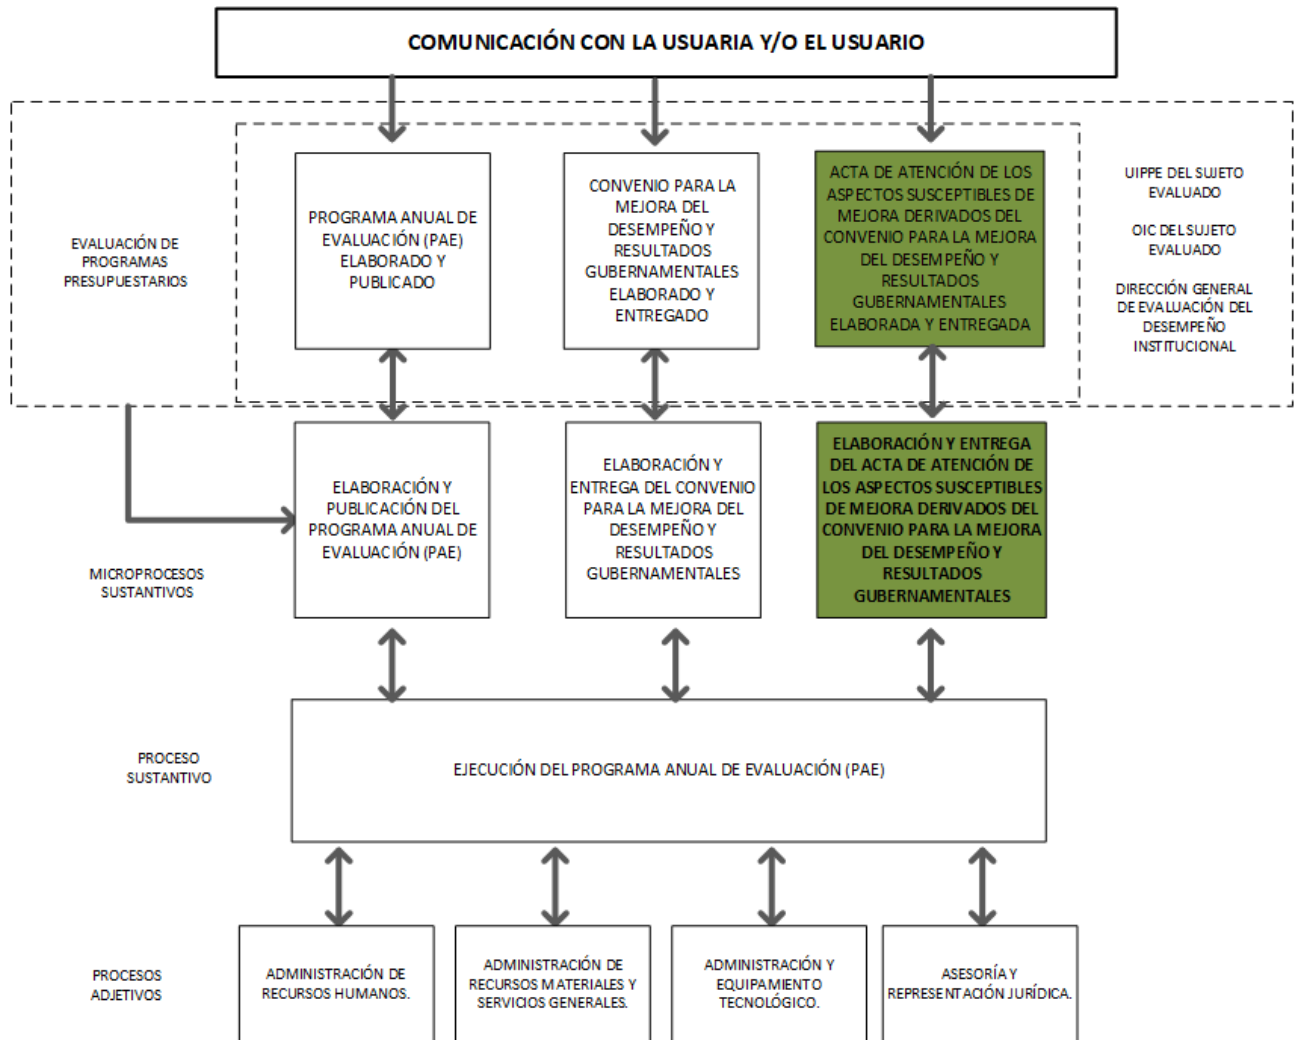 COMUNICACIÓN CON LA USUARIA Y/O EL USUARIO
EVALUACIÓN DE
PROGRAMAS
PRESUPUESTARIOS
PROGRAMA ANUAL DE
EVALUACIÓN (PAE)
ELABORADO Y
PUBLICADO
CONVENIO PARA LA
MEJORA DEL
DESEMPEÑO Y
RESULTADOS
GUBERNAMENTALES
ELABORADO Y
ENTREGADO
ACTA DE ATENCIÓN DE LOS
ASPECTOS SUSCEPTIBLES DE
MEJORA DERIVADOS DEL
CONVENIO PARA LA MEJORA
DEL DESEMPEÑO Y
RESULTADOS
GUBERNAMENTALES
ELABORADA Y ENTREGADA
UIPPE DEL SUJETO
EVALUADO
OIC DEL SUJETO
EVALUADO
DIRECCIÓN GENERAL
DE EVALUACIÓN DEL
DESEMPEÑO
INSTITUCIONAL
MICROPROCESOS
SUSTANTIVOS
ELABORACIÓN Y
PUBLICACIÓN DEL
PROGRAMA ANUAL DE
EVALUACIÓN (PAE)
ELABORACIÓN Y
ENTREGA DEL CONVENIO
PARA LA MEJORA DEL
DESEMPEÑO Y
RESULTADOS
GUBERNAMENTALES
ELABORACIÓN Y ENTREGA
DEL ACTA DE ATENCIÓN DE
LOS ASPECTOS SUSCEPTIBLES
DE MEJORA DERIVADOS DEL
CONVENIO PARA LA MEJORA
DEL DESEMPEÑO Y
RESULTADOS
GUBERNAMENTALES
PROCESO
SUSTANTIVO
EJECUCIÓN DEL PROGRAMA ANUAL DE EVALUACIÓN (PAE)
PROCESOS
ADJETIVOS
ADMINISTRACIÓN DE
RECURSOS HUMANOS.
ADMINISTRACIÓN DE
RECURSOS MATERIALES Y
SERVICIOS GENERALES.
ADMINISTRACIÓN Y
EQUIPAMIENTO
TECNOLÓGICO.
ASESORÍA Y
REPRESENTACIÓN JURÍDICA.